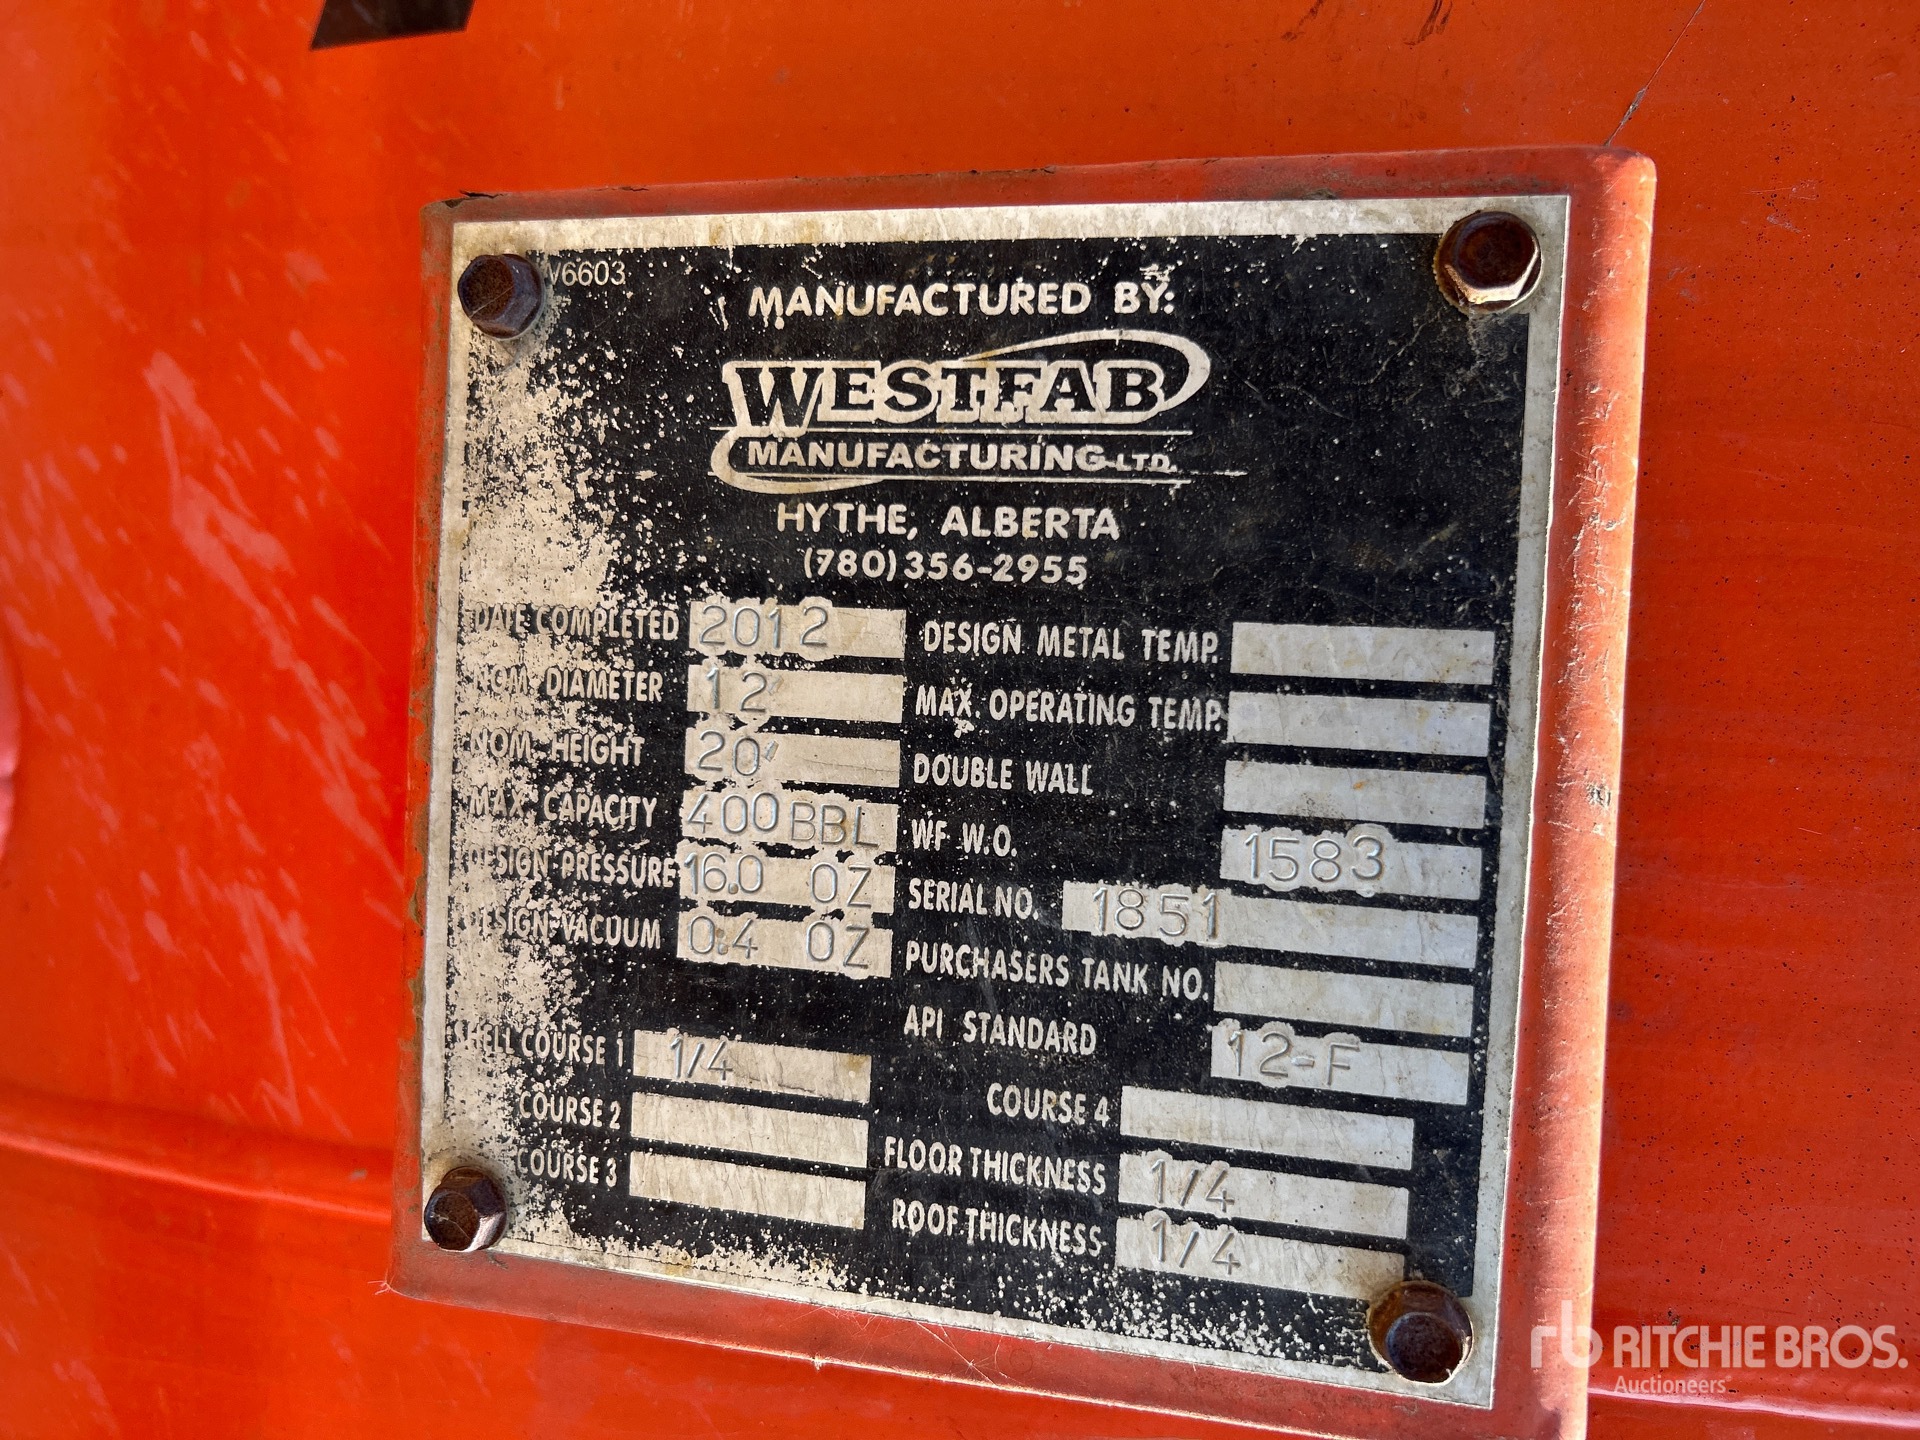 V6603
MANUFACTURED BY:
WESTFAB
MANUFACTURING LTD.
HYTHE, ALBERTA
(780) 356-2955
DATE COMPLETED 2012
NOM. DIAMETER 12'
NOM. HEIGHT 20'
MAX. CAPACITY 400 BBL
DESIGN PRESSURE 16.0 OZ
DESIGN VACUUM 0.4 OZ
SHELL COURSE 1 1/4
COURSE 2
COURSE 3
DESIGN METAL TEMP.
MAX. OPERATING TEMP.
DOUBLE WALL
WF W.O. 1583
SERIAL NO. 1851
PURCHASERS TANK NO.
API STANDARD 12-F
COURSE 4
FLOOR THICKNESS 1/4
ROOF THICKNESS 1/4
rb RITCHIE BROS.
Auctioneers